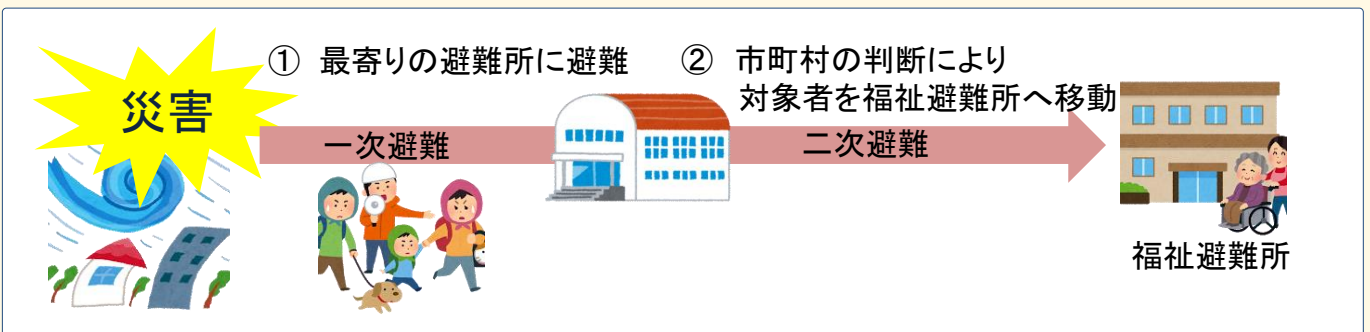 災害
① 最寄りの避難所に避難
一次避難
② 市町村の判断により
対象者を福祉避難所へ移動
二次避難
福祉避難所